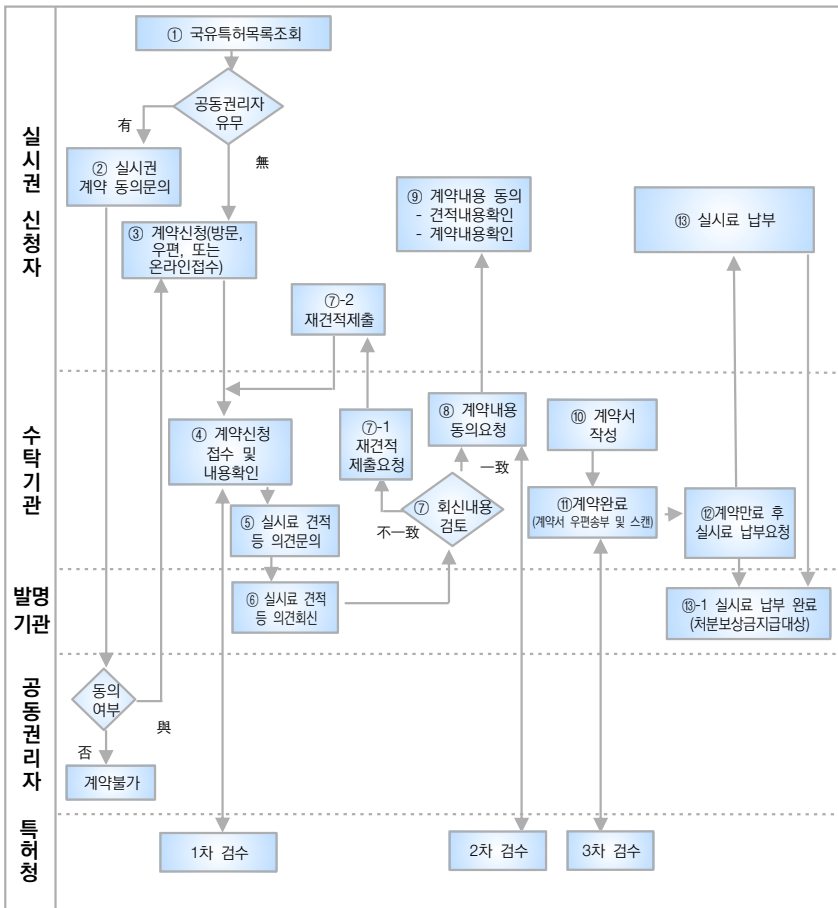 실시권 신청자
① 국유특허목록조회
공동권리자
유무
有
無
② 실시권
계약 동의문의
③ 계약신청(방문,
우편, 또는
온라인접수)
⑦-2
재견적제출
⑨ 계약내용 동의
- 견적내용확인
- 계약내용확인
⑬ 실시료 납부
수탁기관
④ 계약신청
접수 및
내용확인
⑤ 실시료 견적
등 의견문의
⑦-1
재견적
제출요청
⑧ 계약내용
동의요청
一致
⑦ 회신내용
검토
不一致
⑩ 계약서
작성
⑪계약완료
(계약서 우편송부 및 스캔)
⑫계약만료 후
실시료 납부요청
발명
기관
⑥ 실시료 견적
등 의견회신
⑬-1 실시료 납부 완료
(처분보상금지급대상)
공동권리자
동의
여부
與
否
계약불가
특허청
1차 검수
2차 검수
3차 검수